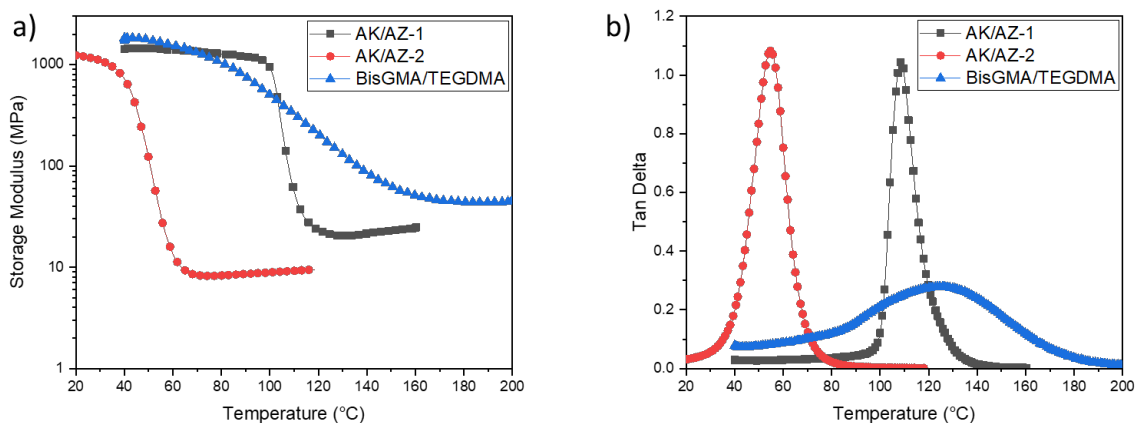 a)
AK/AZ-1
AK/AZ-2
BisGMA/TEGDMA
1000
100
10
1
Storage Modulus (MPa)
20 40 60 80 100 120 140 160 180 200
Temperature (°C)
b)
AK/AZ-1
AK/AZ-2
BisGMA/TEGDMA
1.2
1.0
0.8
0.6
0.4
0.2
0.0
Tan Delta
20 40 60 80 100 120 140 160 180 200
Temperature (°C)